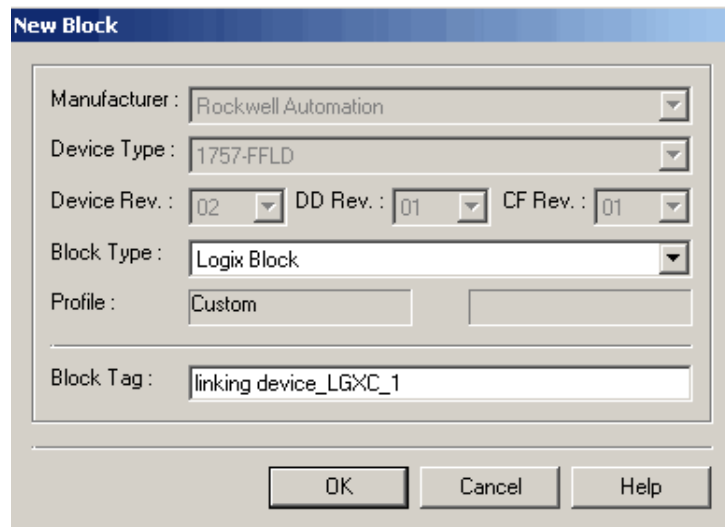 New Block
Manufacturer : Rockwell Automation
Device Type : 1757-FFLD
Device Rev. : 02 DD Rev. : 01 CF Rev. : 01
Block Type : Logix Block
Profile : Custom
Block Tag : linking device_LGXC_1
OK Cancel Help